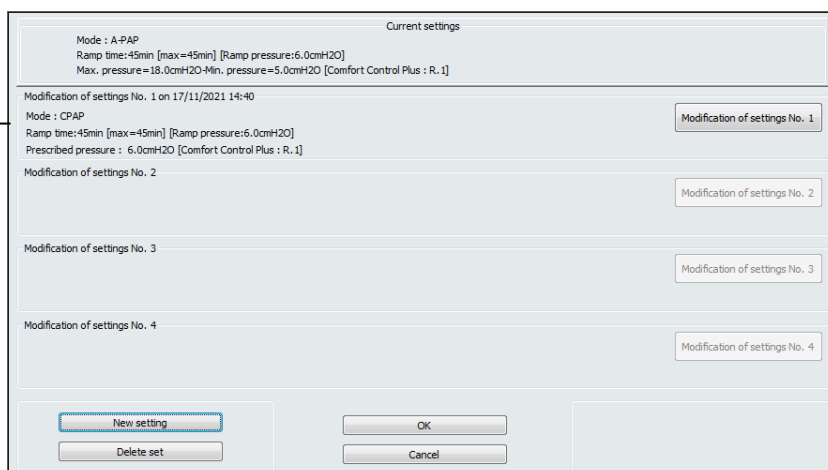 Current settings
Mode : A-PAP
Ramp time:45min [max=45min] [Ramp pressure:6.0cmH2O]
Max. pressure=18.0cmH2O-Min. pressure=5.0cmH2O [Comfort Control Plus : R.1]
Modification of settings No. 1 on 17/11/2021 14:40
Mode : CPAP
Modification of settings No. 1
Ramp time:45min [max=45min] [Ramp pressure:6.0cmH2O]
Prescribed pressure : 6.0cmH2O [Comfort Control Plus : R.1]
Modification of settings No. 2
Modification of settings No. 2
Modification of settings No. 3
Modification of settings No. 3
Modification of settings No. 4
Modification of settings No. 4
New setting
OK
Delete set
Cancel